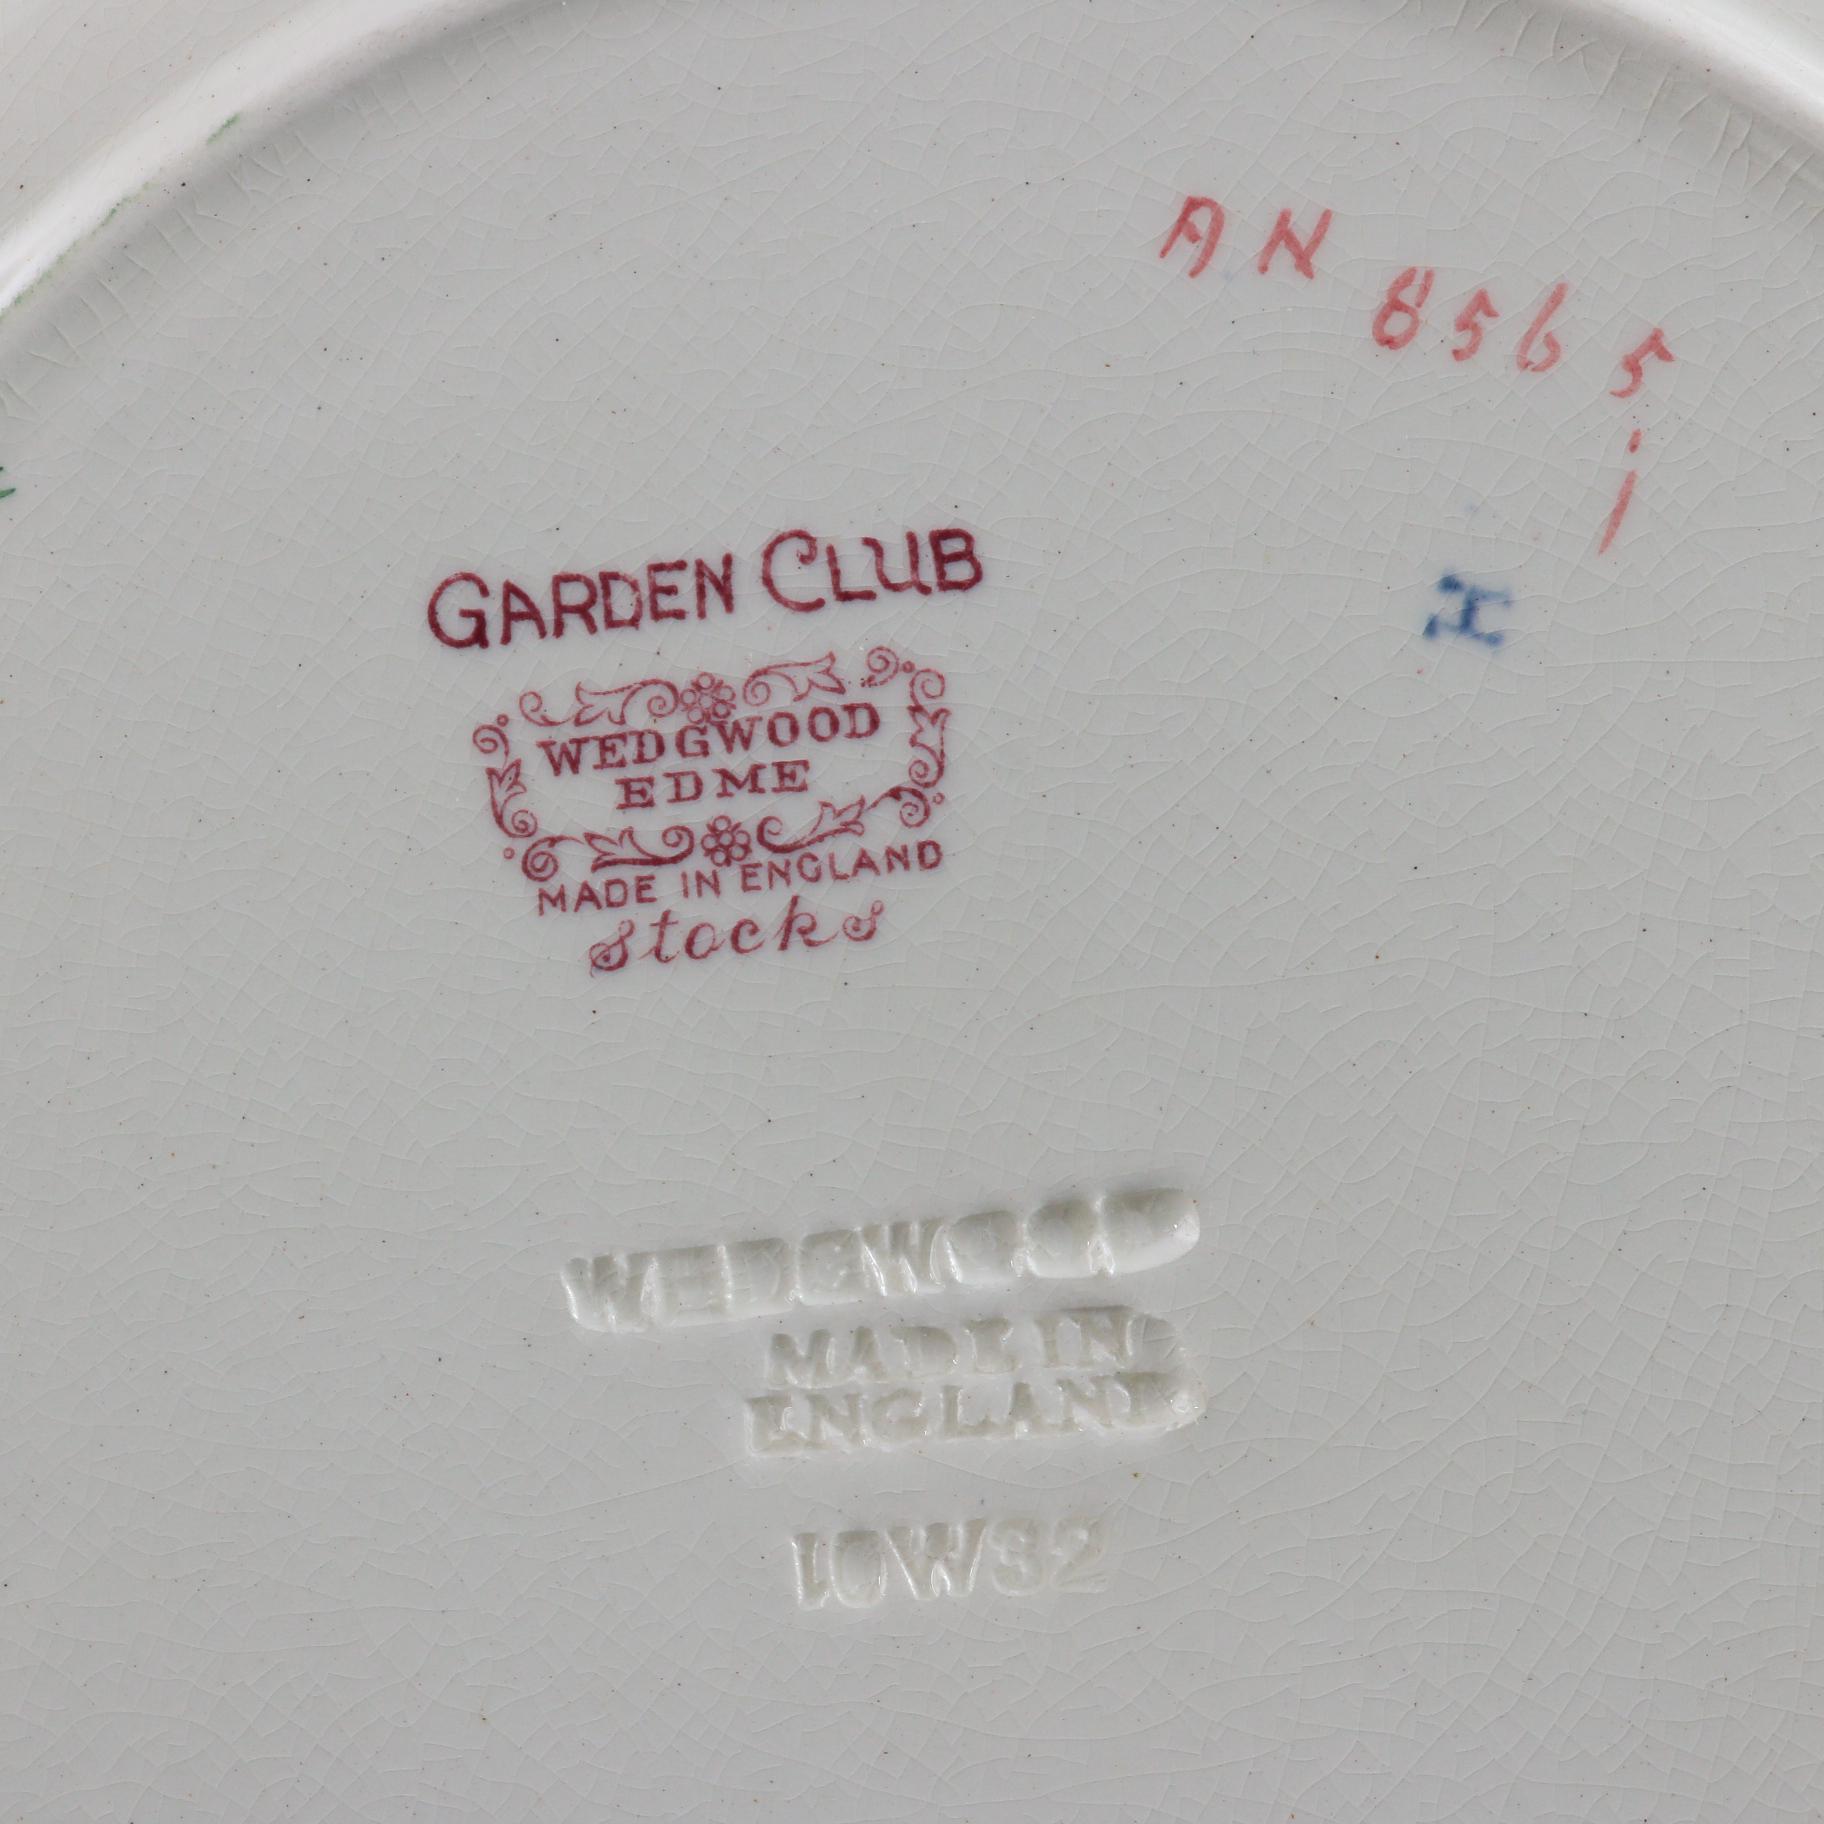 AN 8565
H
GARDEN CLUB
WEDGWOOD
EDME
MADE IN ENGLAND
stocks
WEDGWOOD
MADE IN
ENGLAND
10W32